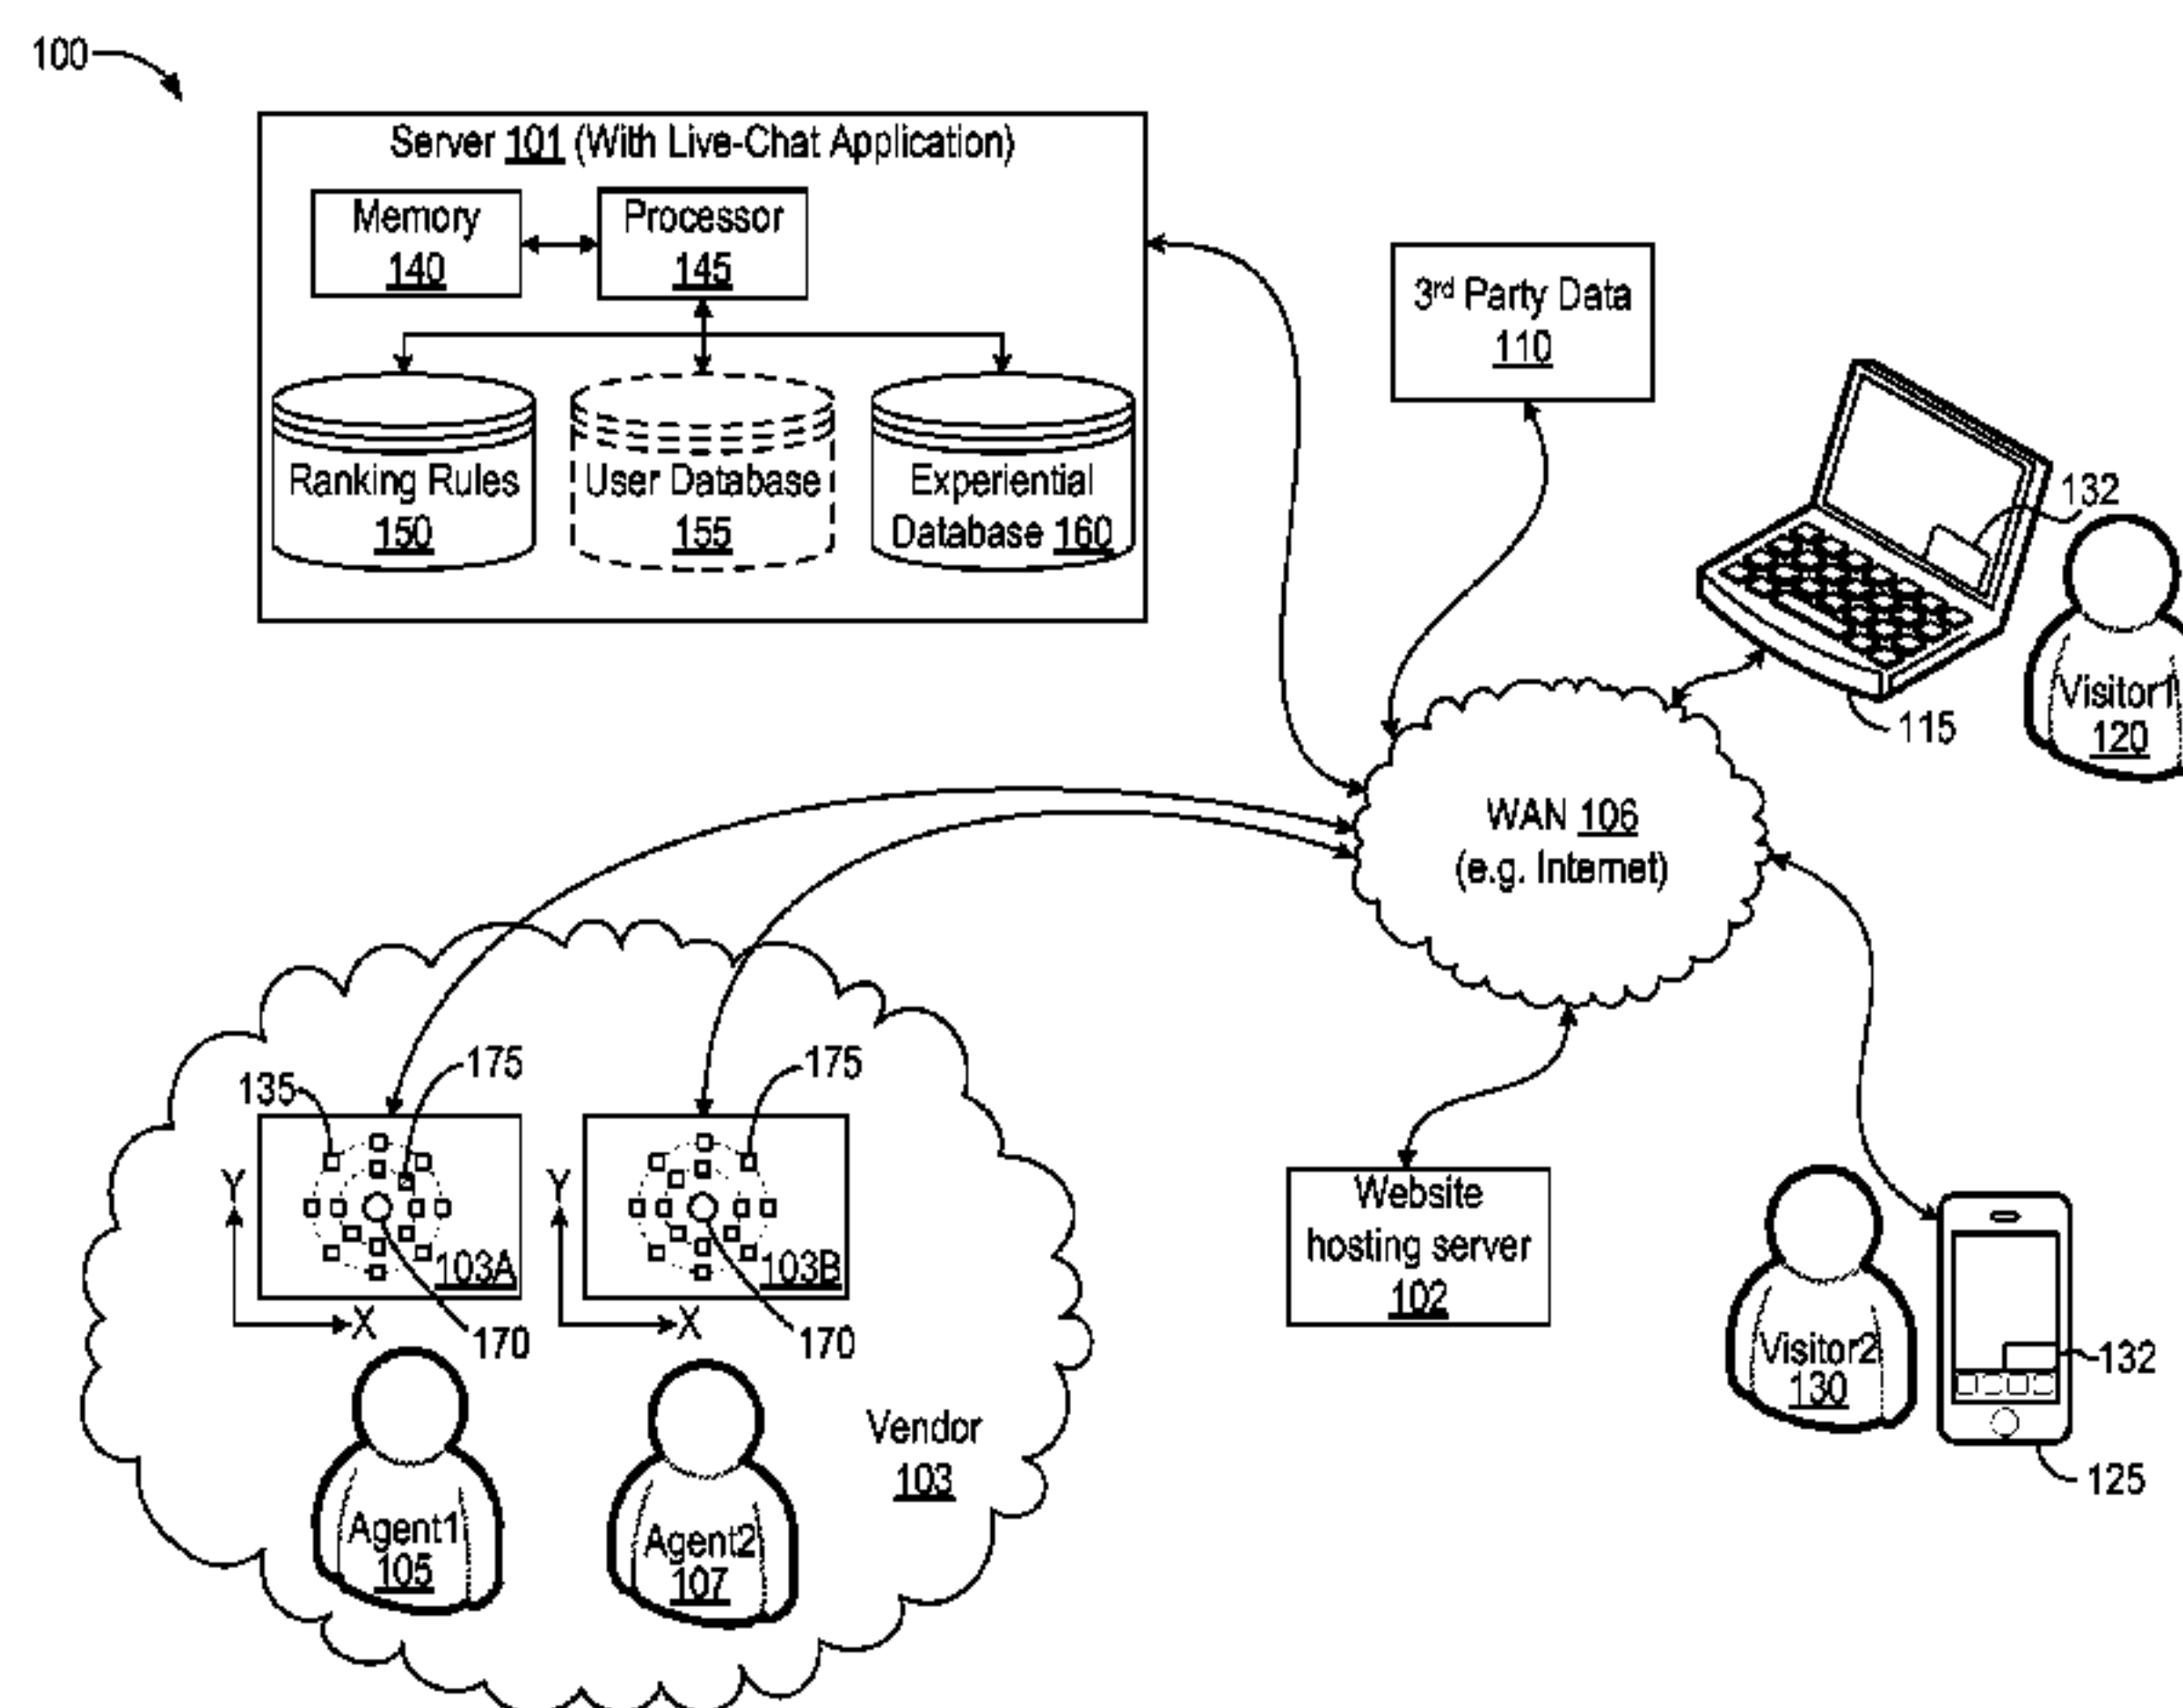 100
Server 101 (With Live-Chat Application)
Memory
140
Processor
145
Ranking Rules
150
User Database
155
Experiential
Database 160
3rd Party Data
110
132
Visitor1
120
115
WAN 106
(e.g. Internet)
135
175
175
Y
Y
103A
103B
X
X
170
170
Website
hosting server
102
Visitor2
130
132
125
Vendor
103
Agent1
105
Agent2
107